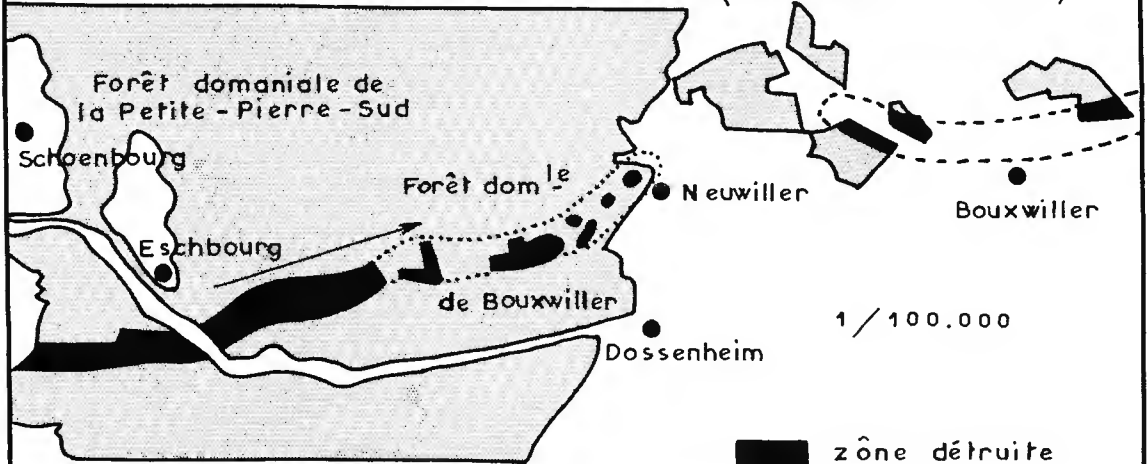 Forêt domaniale de
la Petite-Pierre-Sud
Schoenbourg
Forêt dom le
Neuwiller
Bouxwiller
Eschbourg
de Bouxwiller
1/100.000
Dossenheim
zône détruite